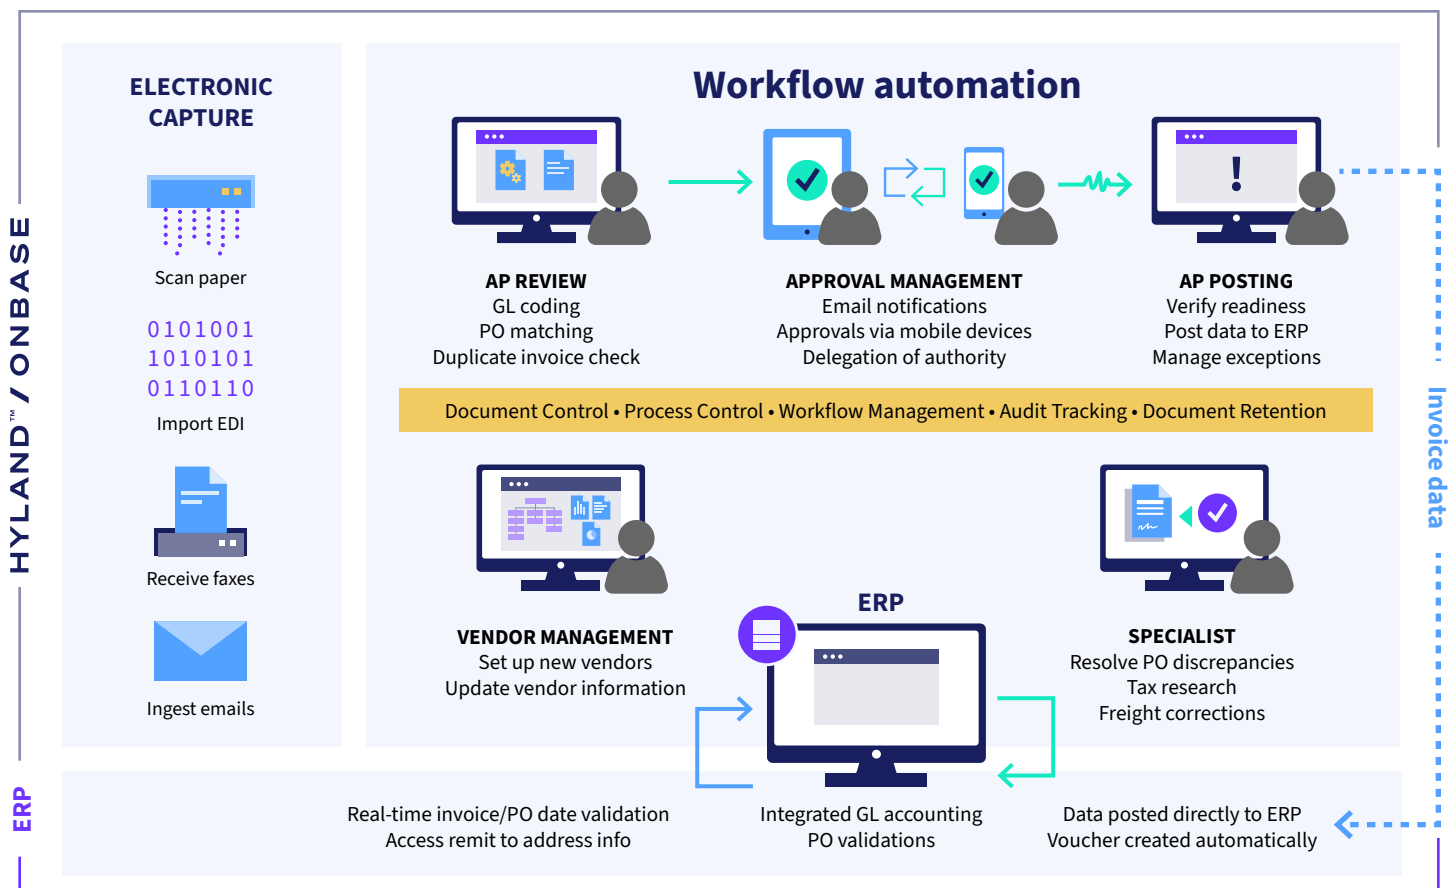 HYLAND™ / ONBASE
ELECTRONIC
CAPTURE
Scan paper
0101001
1010101
0110110
Import EDI
Receive faxes
Ingest emails
Workflow automation
AP REVIEW
GL coding
PO matching
Duplicate invoice check
APPROVAL MANAGEMENT
Email notifications
Approvals via mobile devices
Delegation of authority
!
AP POSTING
Verify readiness
Post data to ERP
Manage exceptions
Document Control • Process Control • Workflow Management • Audit Tracking • Document Retention
VENDOR MANAGEMENT
Set up new vendors
Update vendor information
ERP
SPECIALIST
Resolve PO discrepancies
Tax research
Freight corrections
Invoice data
ERP
Real-time invoice/PO date validation
Access remit to address info
Integrated GL accounting
PO validations
Data posted directly to ERP
Voucher created automatically